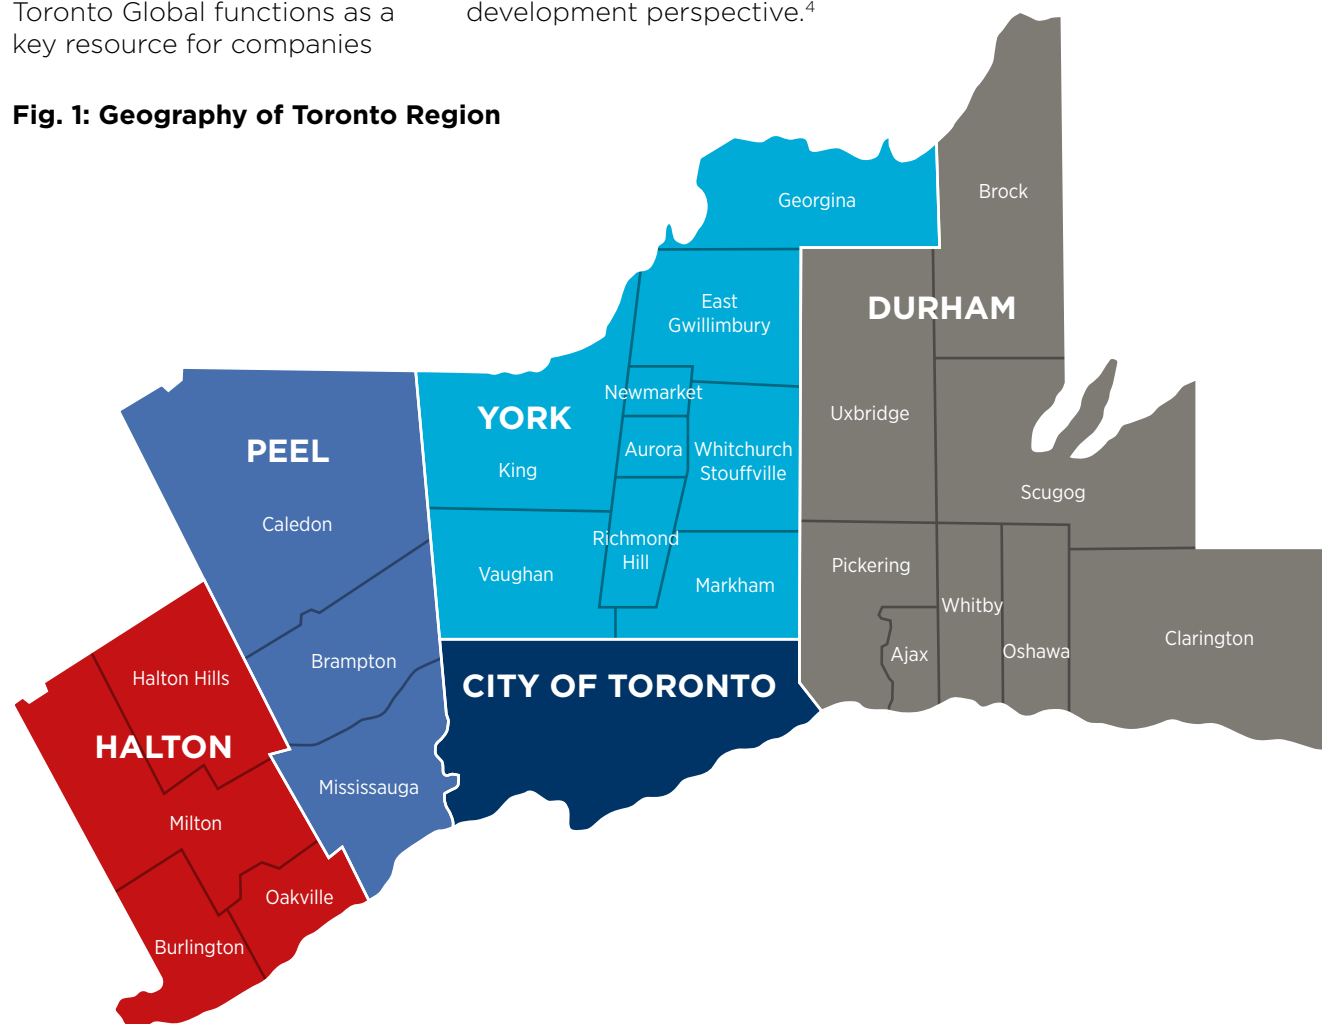 Toronto Global functions as a
key resource for companies
development perspective.4
Fig. 1: Geography of Toronto Region
Georgina
Brock
East
Gwillimbury
DURHAM
Newmarket
YORK
Uxbridge
PEEL
Aurora
Whitchurch
Stouffville
King
Scugog
Caledon
Richmond
Hill
Vaughan
Markham
Pickering
Whitby
Ajax
Oshawa
Clarington
Brampton
Halton Hills
CITY OF TORONTO
HALTON
Mississauga
Milton
Oakville
Burlington